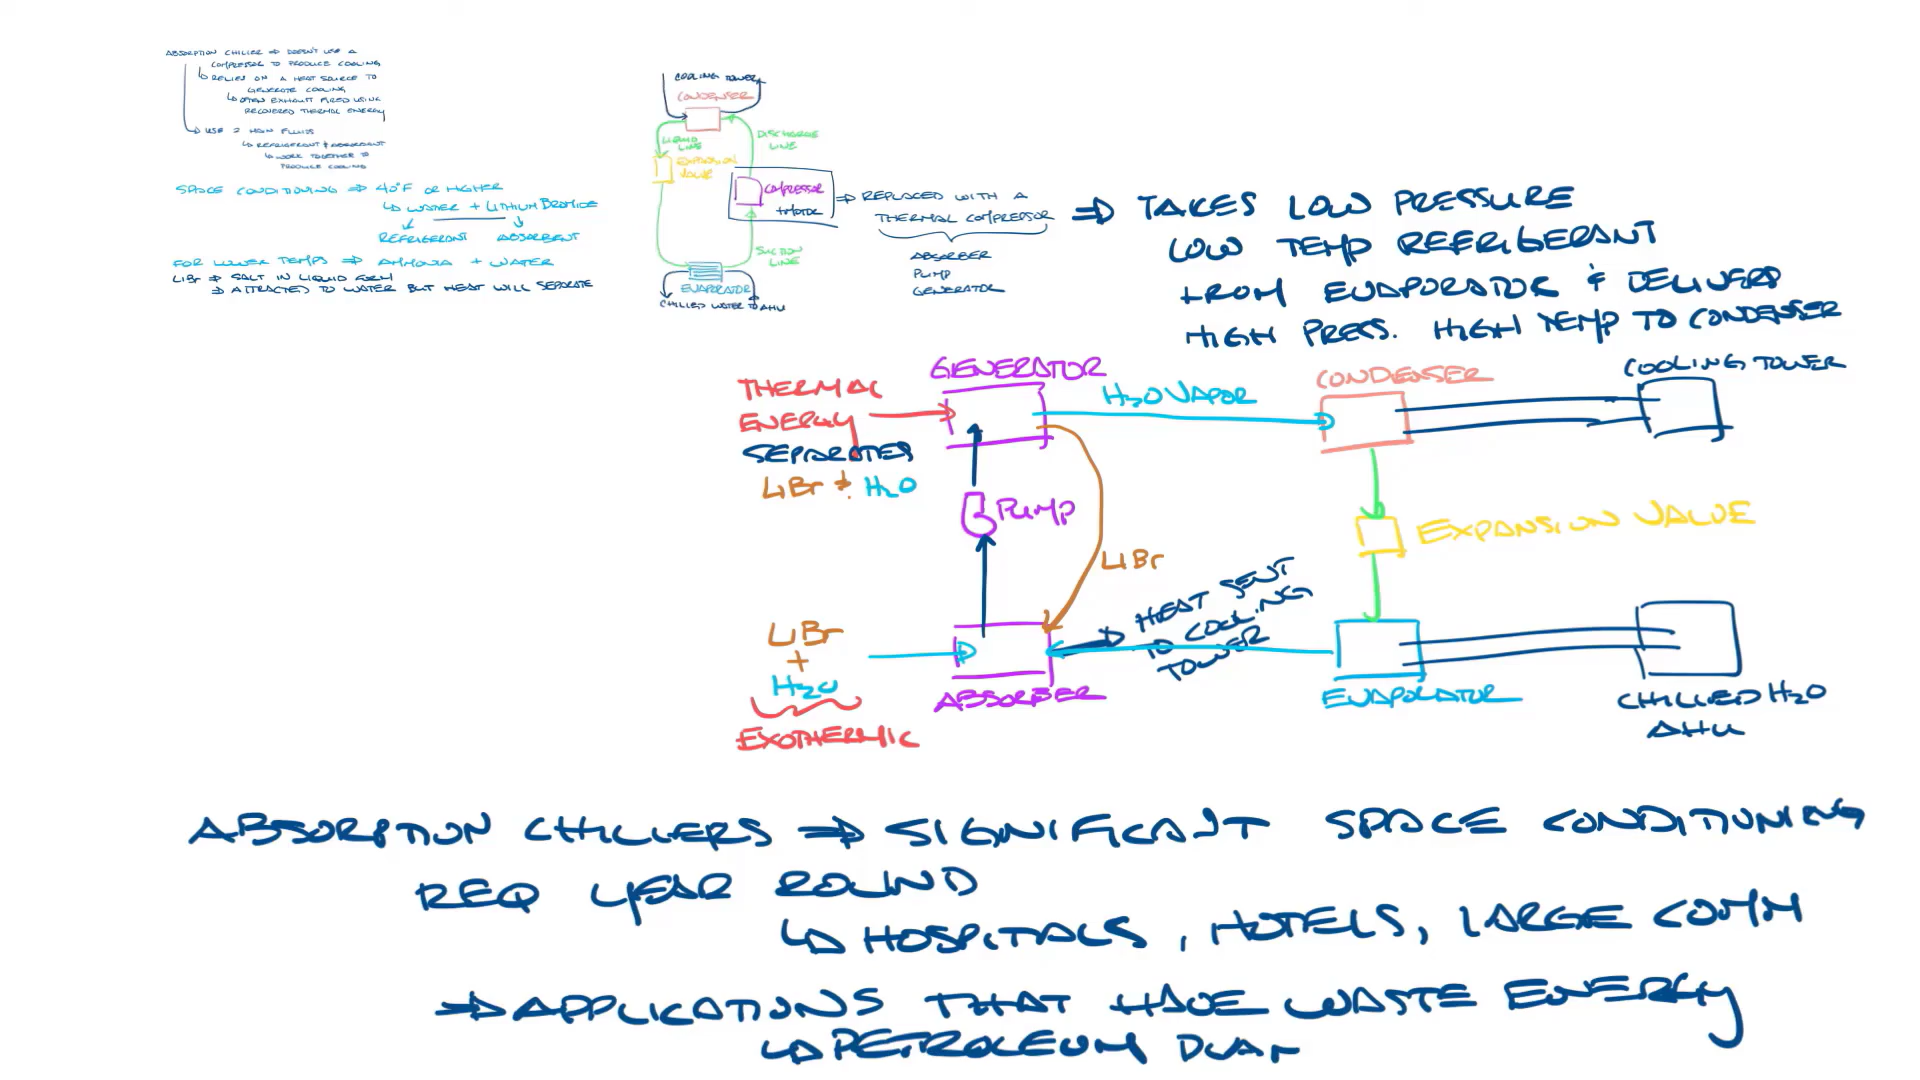 ABSORPTION CHILLER ⇒ DOESN'T USE A
COMPRESSOR TO PRODUCE COOLING
↳ RELIES ON A HEAT SOURCE TO
GENERATE COOLING
↳ OFTEN EXHAUST FIRED USING
RECOVERED THERMAL ENERGY
↳ USE 2 MAIN FLUIDS
↳ REFRIGERANT & ABSORBENT
↳ WORK TOGETHER TO
PRODUCE COOLING
SPACE CONDITIONING ⇒ 40°F OR HIGHER
↳ WATER + LITHIUM BROMIDE
REFRIGERANT ABSORBENT
FOR LOWER TEMPS ⇒ AMMONIA + WATER
LIBr ⇒ SALT IN LIQUID FORM
⇒ ATTRACTED TO WATER BUT HEAT WILL SEPARATE
COOLING TOWER
CONDENSER
LIQUID
LINE
DISCHARGE
LINE
EXPANSION
VALVE
COMPRESSOR
+MOTOR
SUCTION
LINE
EVAPORATOR
CHILLED WATER TO AHU
⇒ REPLACED WITH A
THERMAL COMPRESSOR
ABSORBER
PUMP
GENERATOR
⇒ TAKES LOW PRESSURE
LOW TEMP REFRIGERANT
FROM EVAPORATOR & DELIVERS
HIGH PRESS. HIGH TEMP TO CONDENSER
THERMAL
ENERGY
SEPARATES
LIBr & H2O
GENERATOR
H2O VAPOR
CONDENSER
COOLING TOWER
PUMP
LIBr
EXPANSION VALVE
HEAT SENT
TO COOLING
TOWER
LIBr
+
H2O
EXOTHERMIC
ABSORBER
EVAPORATOR
CHILLED H2O
AHU
ABSORPTION CHILLERS ⇒ SIGNIFICANT SPACE CONDITIONING
REQ YEAR ROUND
↳ HOSPITALS, HOTELS, LARGE COMM
⇒ APPLICATIONS THAT HAVE WASTE ENERGY
↳ PETROLEUM PLAN